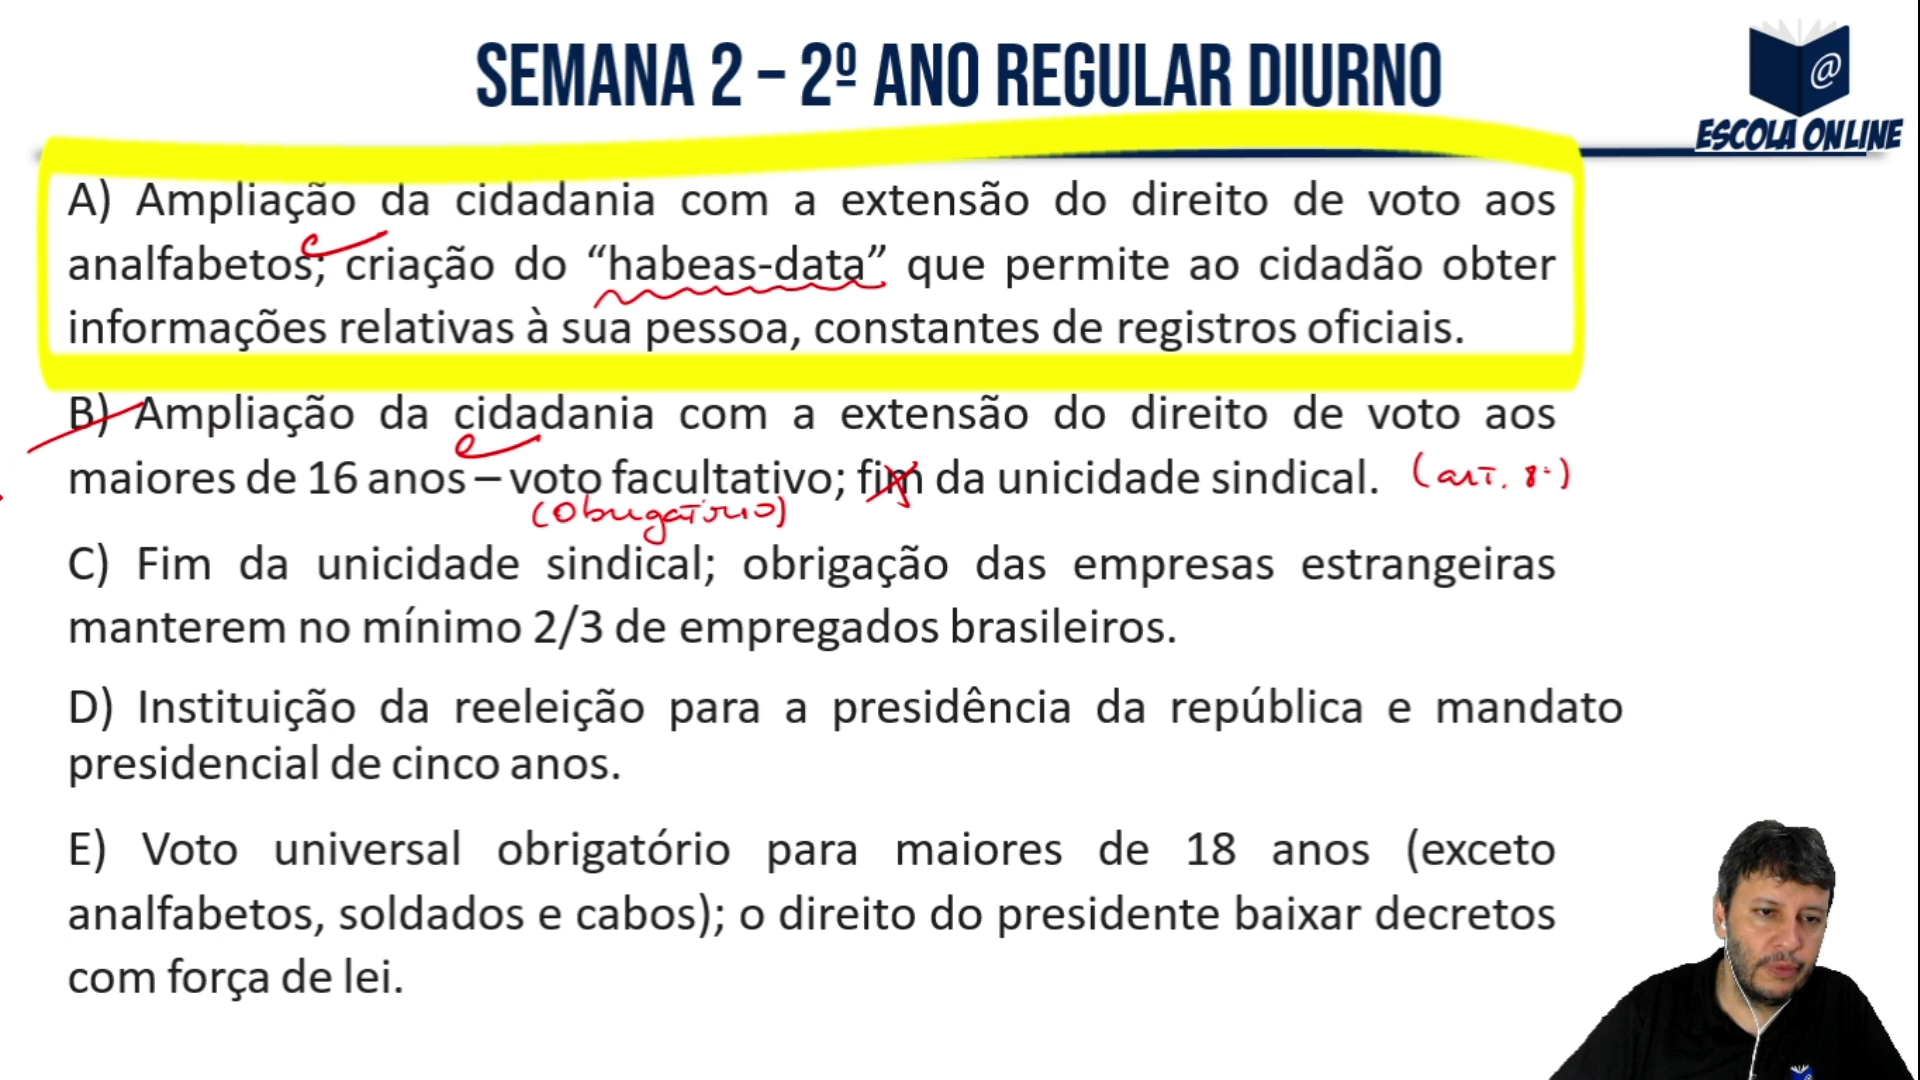 SEMANA 2 – 2º ANO REGULAR DIURNO
@
ESCOLA ONLINE
A) Ampliação da cidadania com a extensão do direito de voto aos
analfabetos; criação do “habeas-data” que permite ao cidadão obter
informações relativas à sua pessoa, constantes de registros oficiais.
B) Ampliação da cidadania com a extensão do direito de voto aos
maiores de 16 anos – voto facultativo; fim da unicidade sindical. (art. 8º)
(obrigatório)
C) Fim da unicidade sindical; obrigação das empresas estrangeiras
manterem no mínimo 2/3 de empregados brasileiros.
D) Instituição da reeleição para a presidência da república e mandato
presidencial de cinco anos.
E) Voto universal obrigatório para maiores de 18 anos (exceto
analfabetos, soldados e cabos); o direito do presidente baixar decretos
com força de lei.